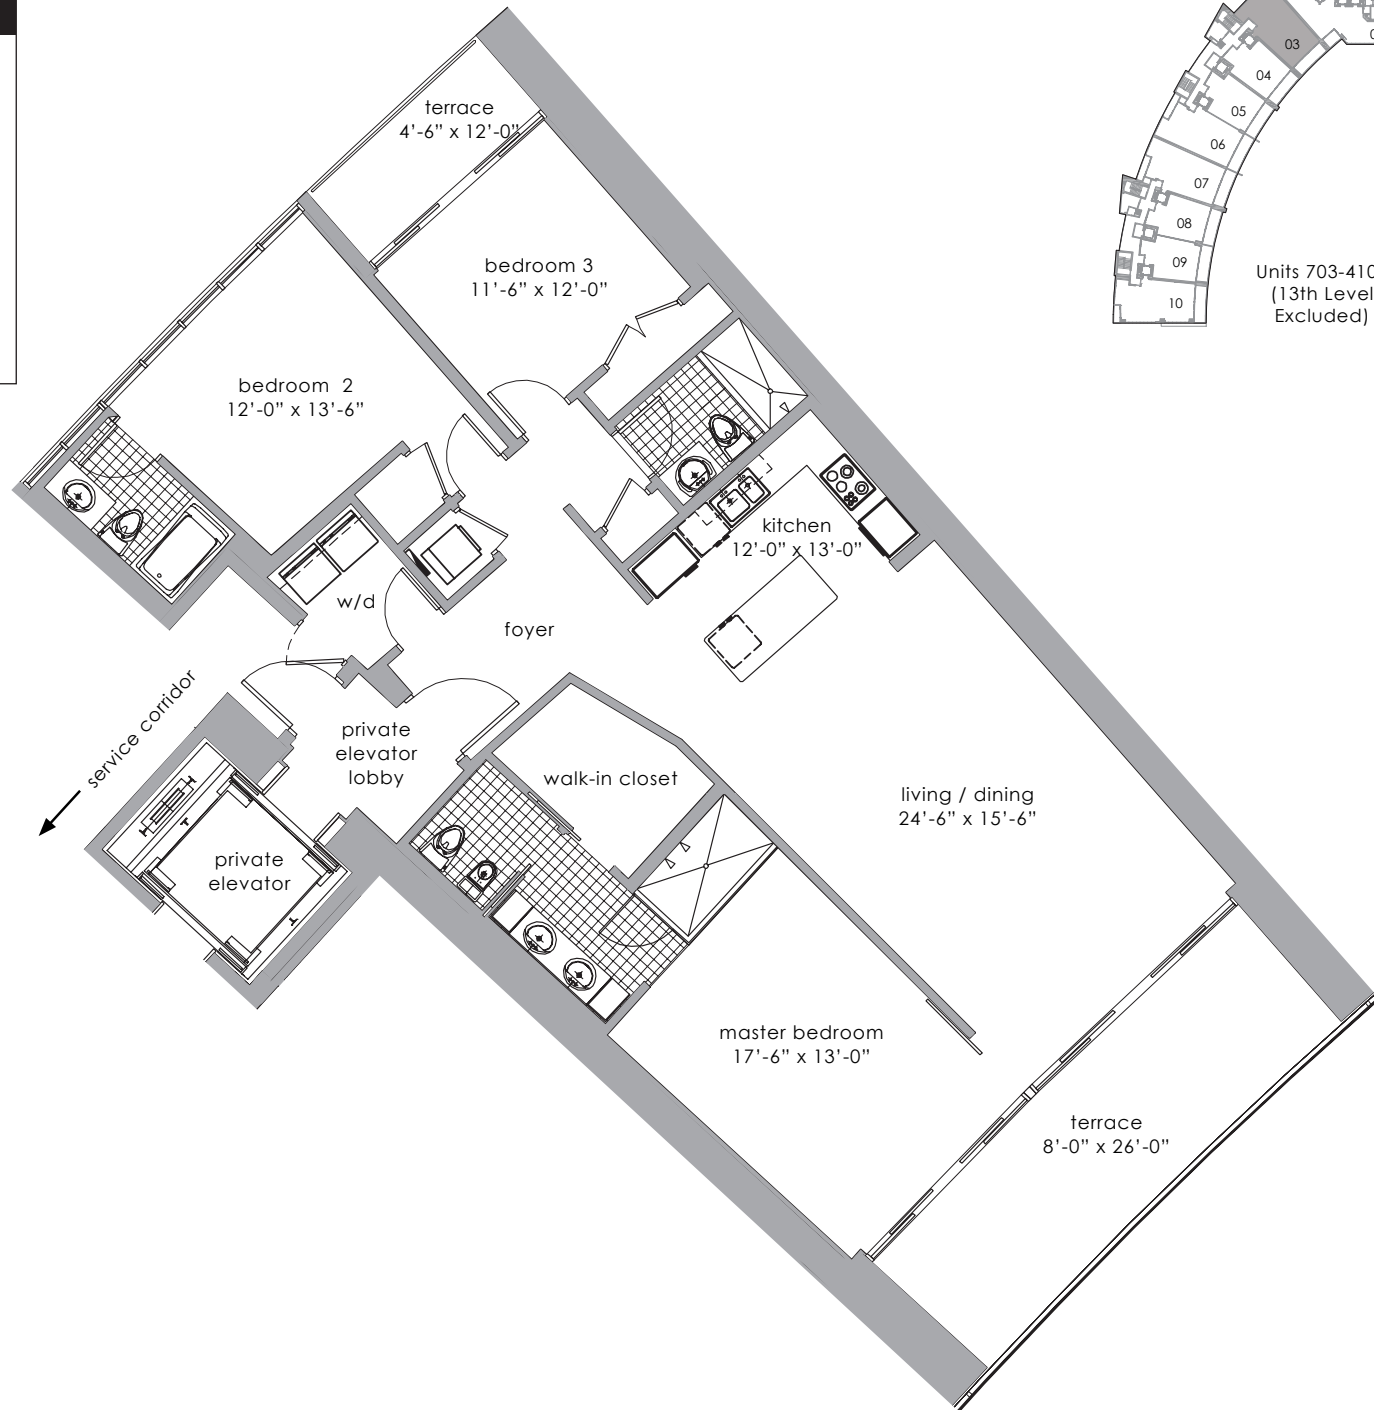 terrace
4'-6" x 12'-0"
bedroom 3
11'-6" x 12'-0"
bedroom 2
12'-0" x 13'-6"
kitchen
12'-0" x 13'-0"
w/d
foyer
service corridor
private
elevator
lobby
walk-in closet
living / dining
24'-6" x 15'-6"
private
elevator
master bedroom
17'-6" x 13'-0"
terrace
8'-0" x 26'-0"
03
04
05
06
07
08
09
10
Units 703-410
(13th Level
Excluded)